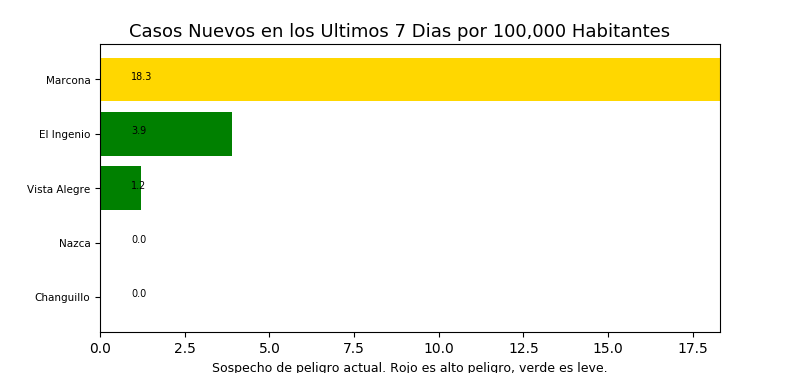 Casos Nuevos en los Ultimos 7 Dias por 100,000 Habitantes
Marcona 18.3
El Ingenio 3.9
Vista Alegre 1.2
Nazca 0.0
Changuillo 0.0
0.0 2.5 5.0 7.5 10.0 12.5 15.0 17.5
Sospecho de peligro actual. Rojo es alto peligro, verde es leve.